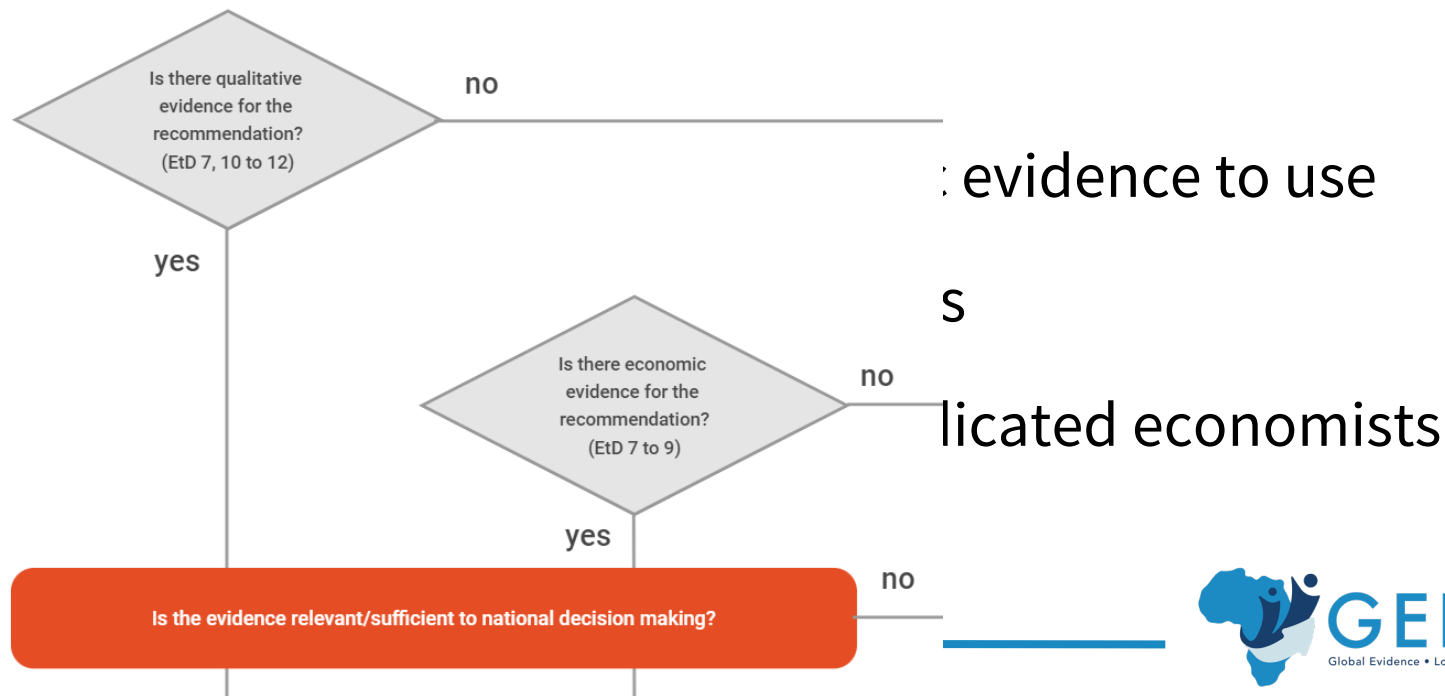 Is there qualitative
evidence for the
recommendation?
(EtD 7, 10 to 12)
no
yes
evidence to use
s
Is there economic
evidence for the
recommendation?
(EtD 7 to 9)
no
licated economists
yes
Is the evidence relevant/sufficient to national decision making?
no
GE
Global Evidence • Lo